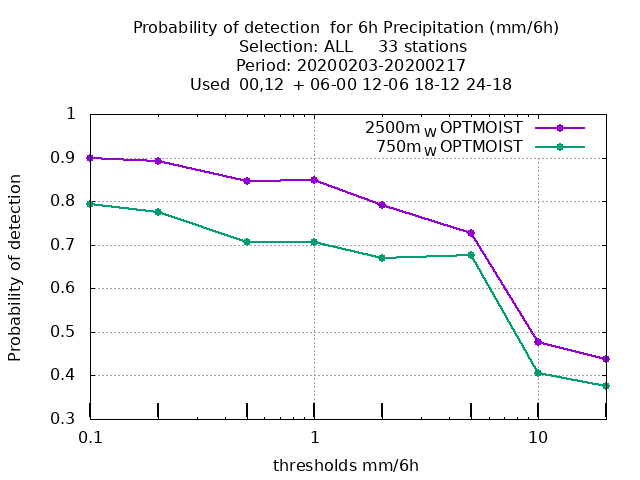 Probability of detection  for 6h Precipitation (mm/6h)
Selection: ALL     33 stations
Period: 20200203-20200217
Used  00,12  + 06-00 12-06 18-12 24-18
2500m_W OPTMOIST
750m_W OPTMOIST
1
0.9
0.8
0.7
0.6
0.5
0.4
0.3
Probability of detection
0.1 1 10
thresholds mm/6h